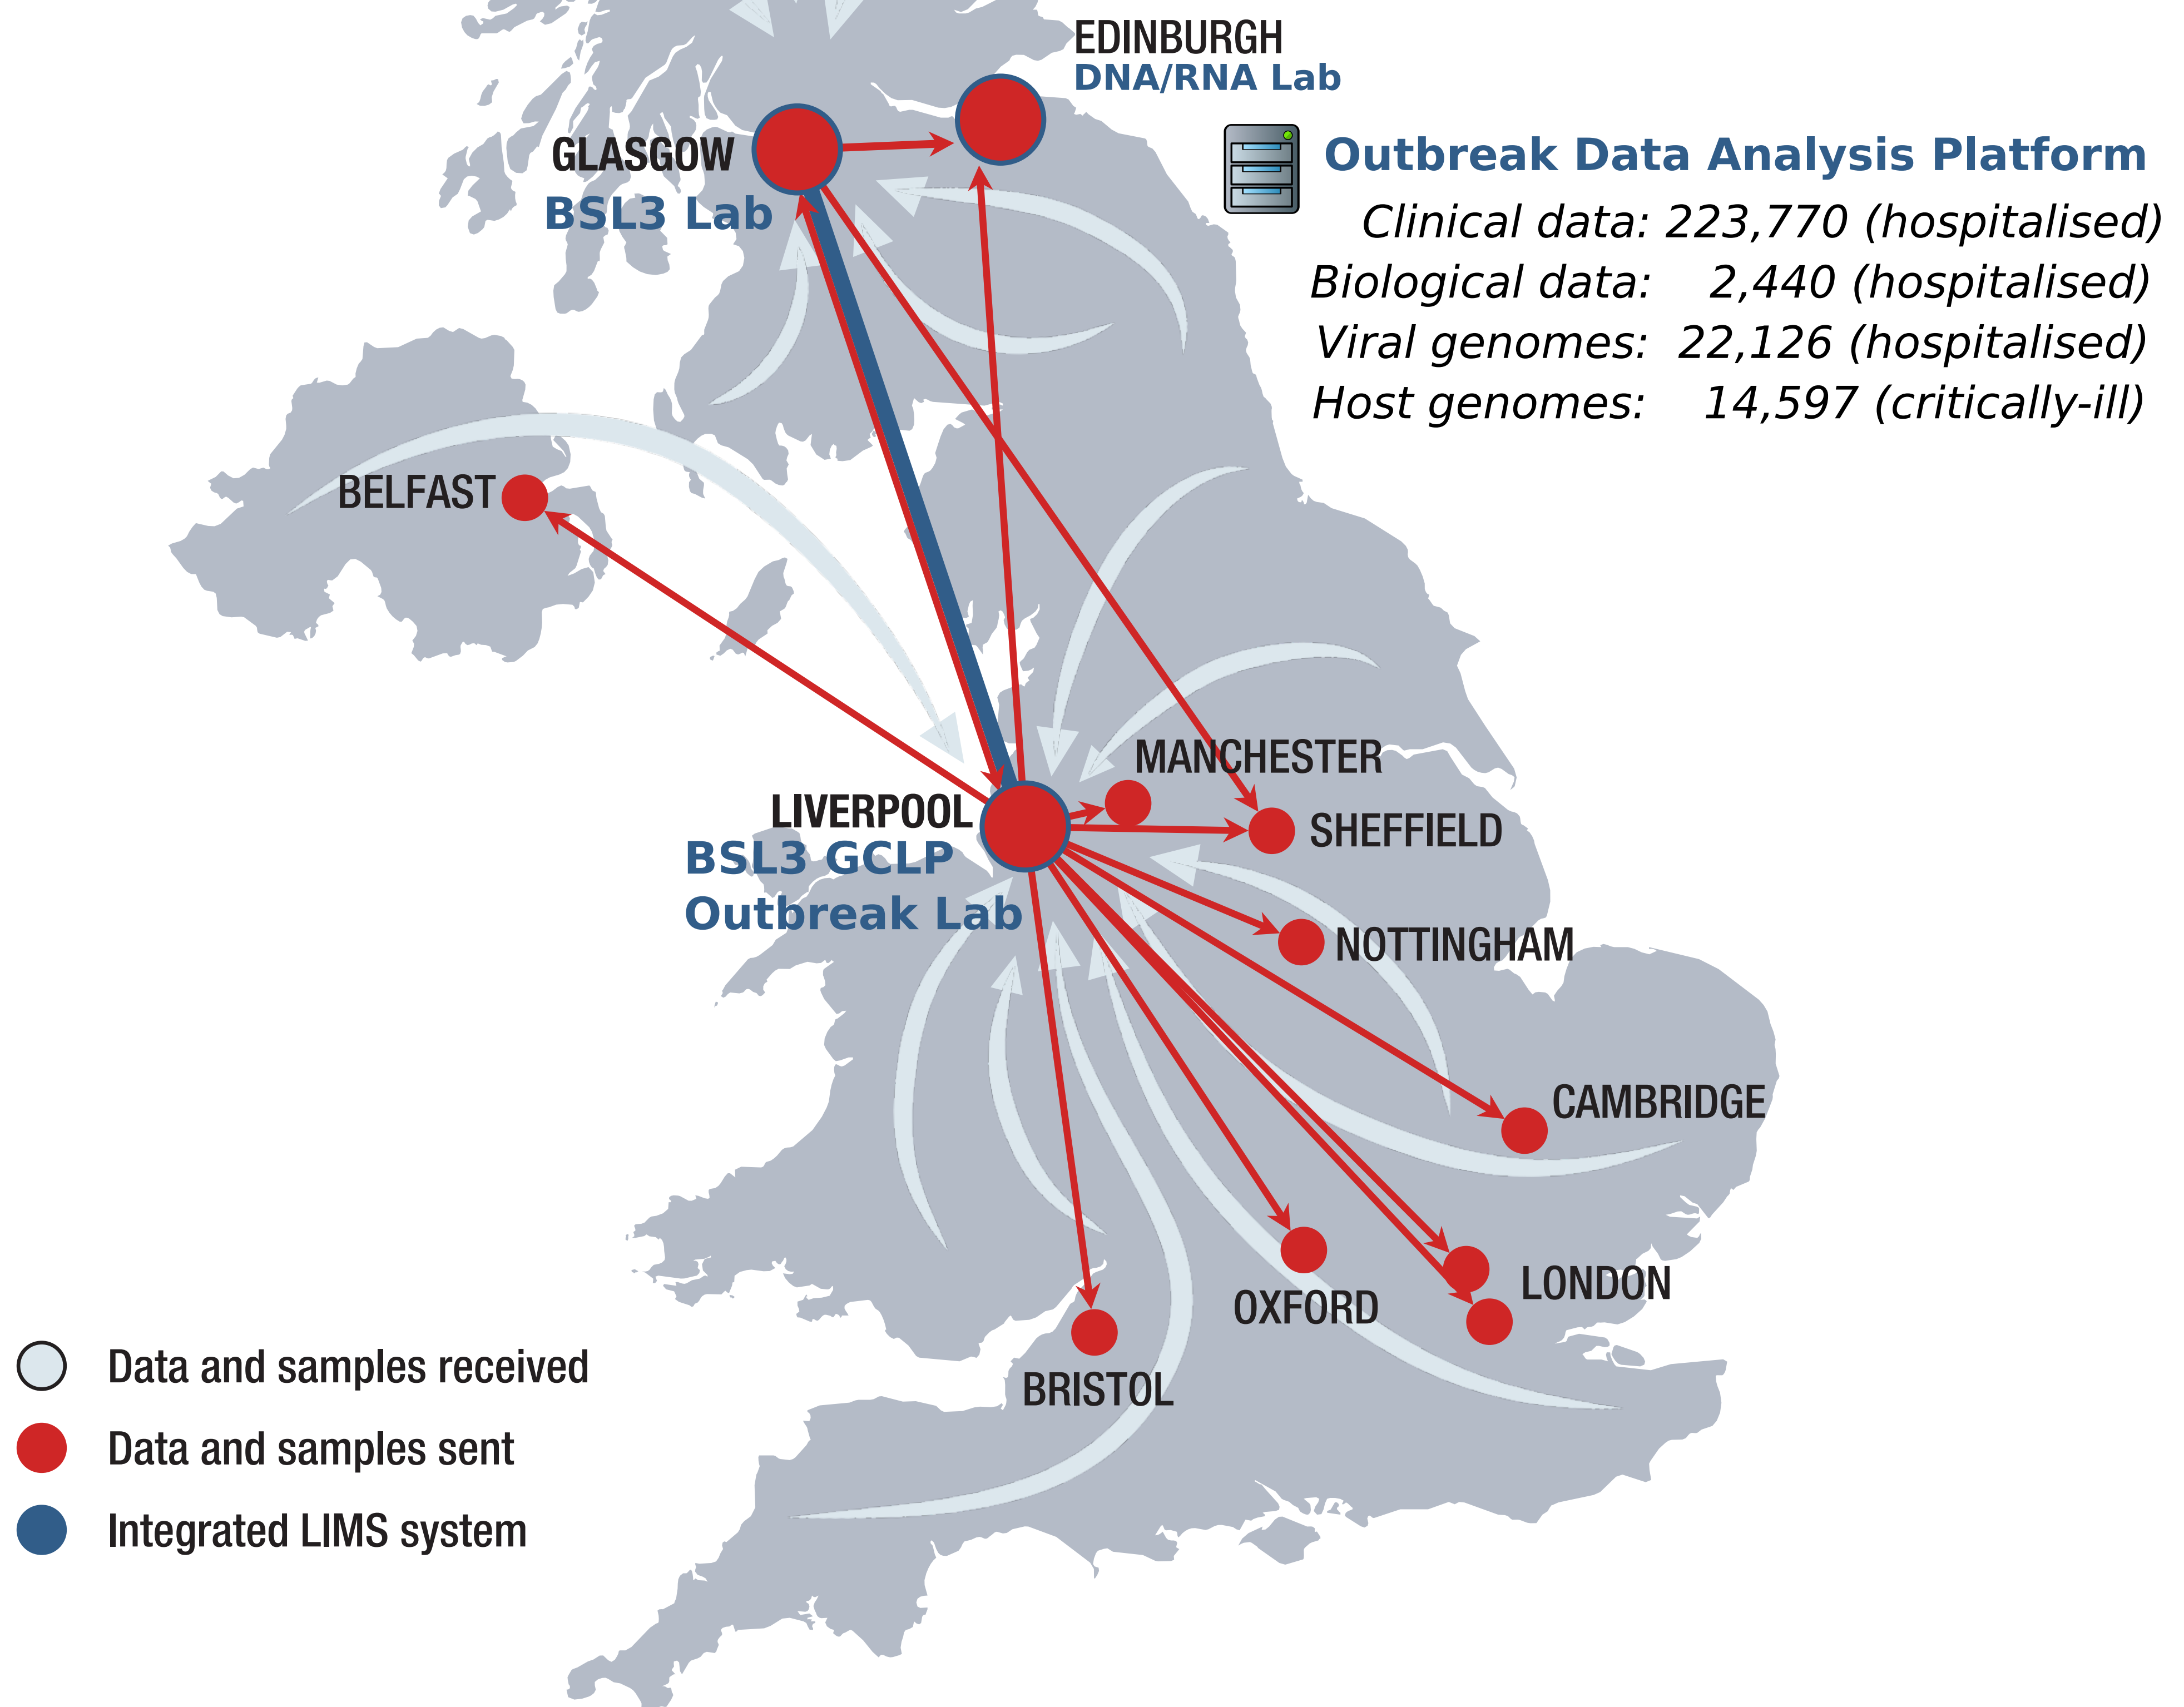 EDINBURGH
DNA/RNA Lab
GLASGOW
BSL3 Lab
Outbreak Data Analysis Platform
Clinical data: 223,770 (hospitalised)
Biological data: 2,440 (hospitalised)
Viral genomes: 22,126 (hospitalised)
Host genomes: 14,597 (critically-ill)
BELFAST
MANCHESTER
LIVERPOOL
BSL3 GCLP
Outbreak Lab
SHEFFIELD
NOTTINGHAM
CAMBRIDGE
LONDON
OXFORD
BRISTOL
Data and samples received
Data and samples sent
Integrated LIMS system